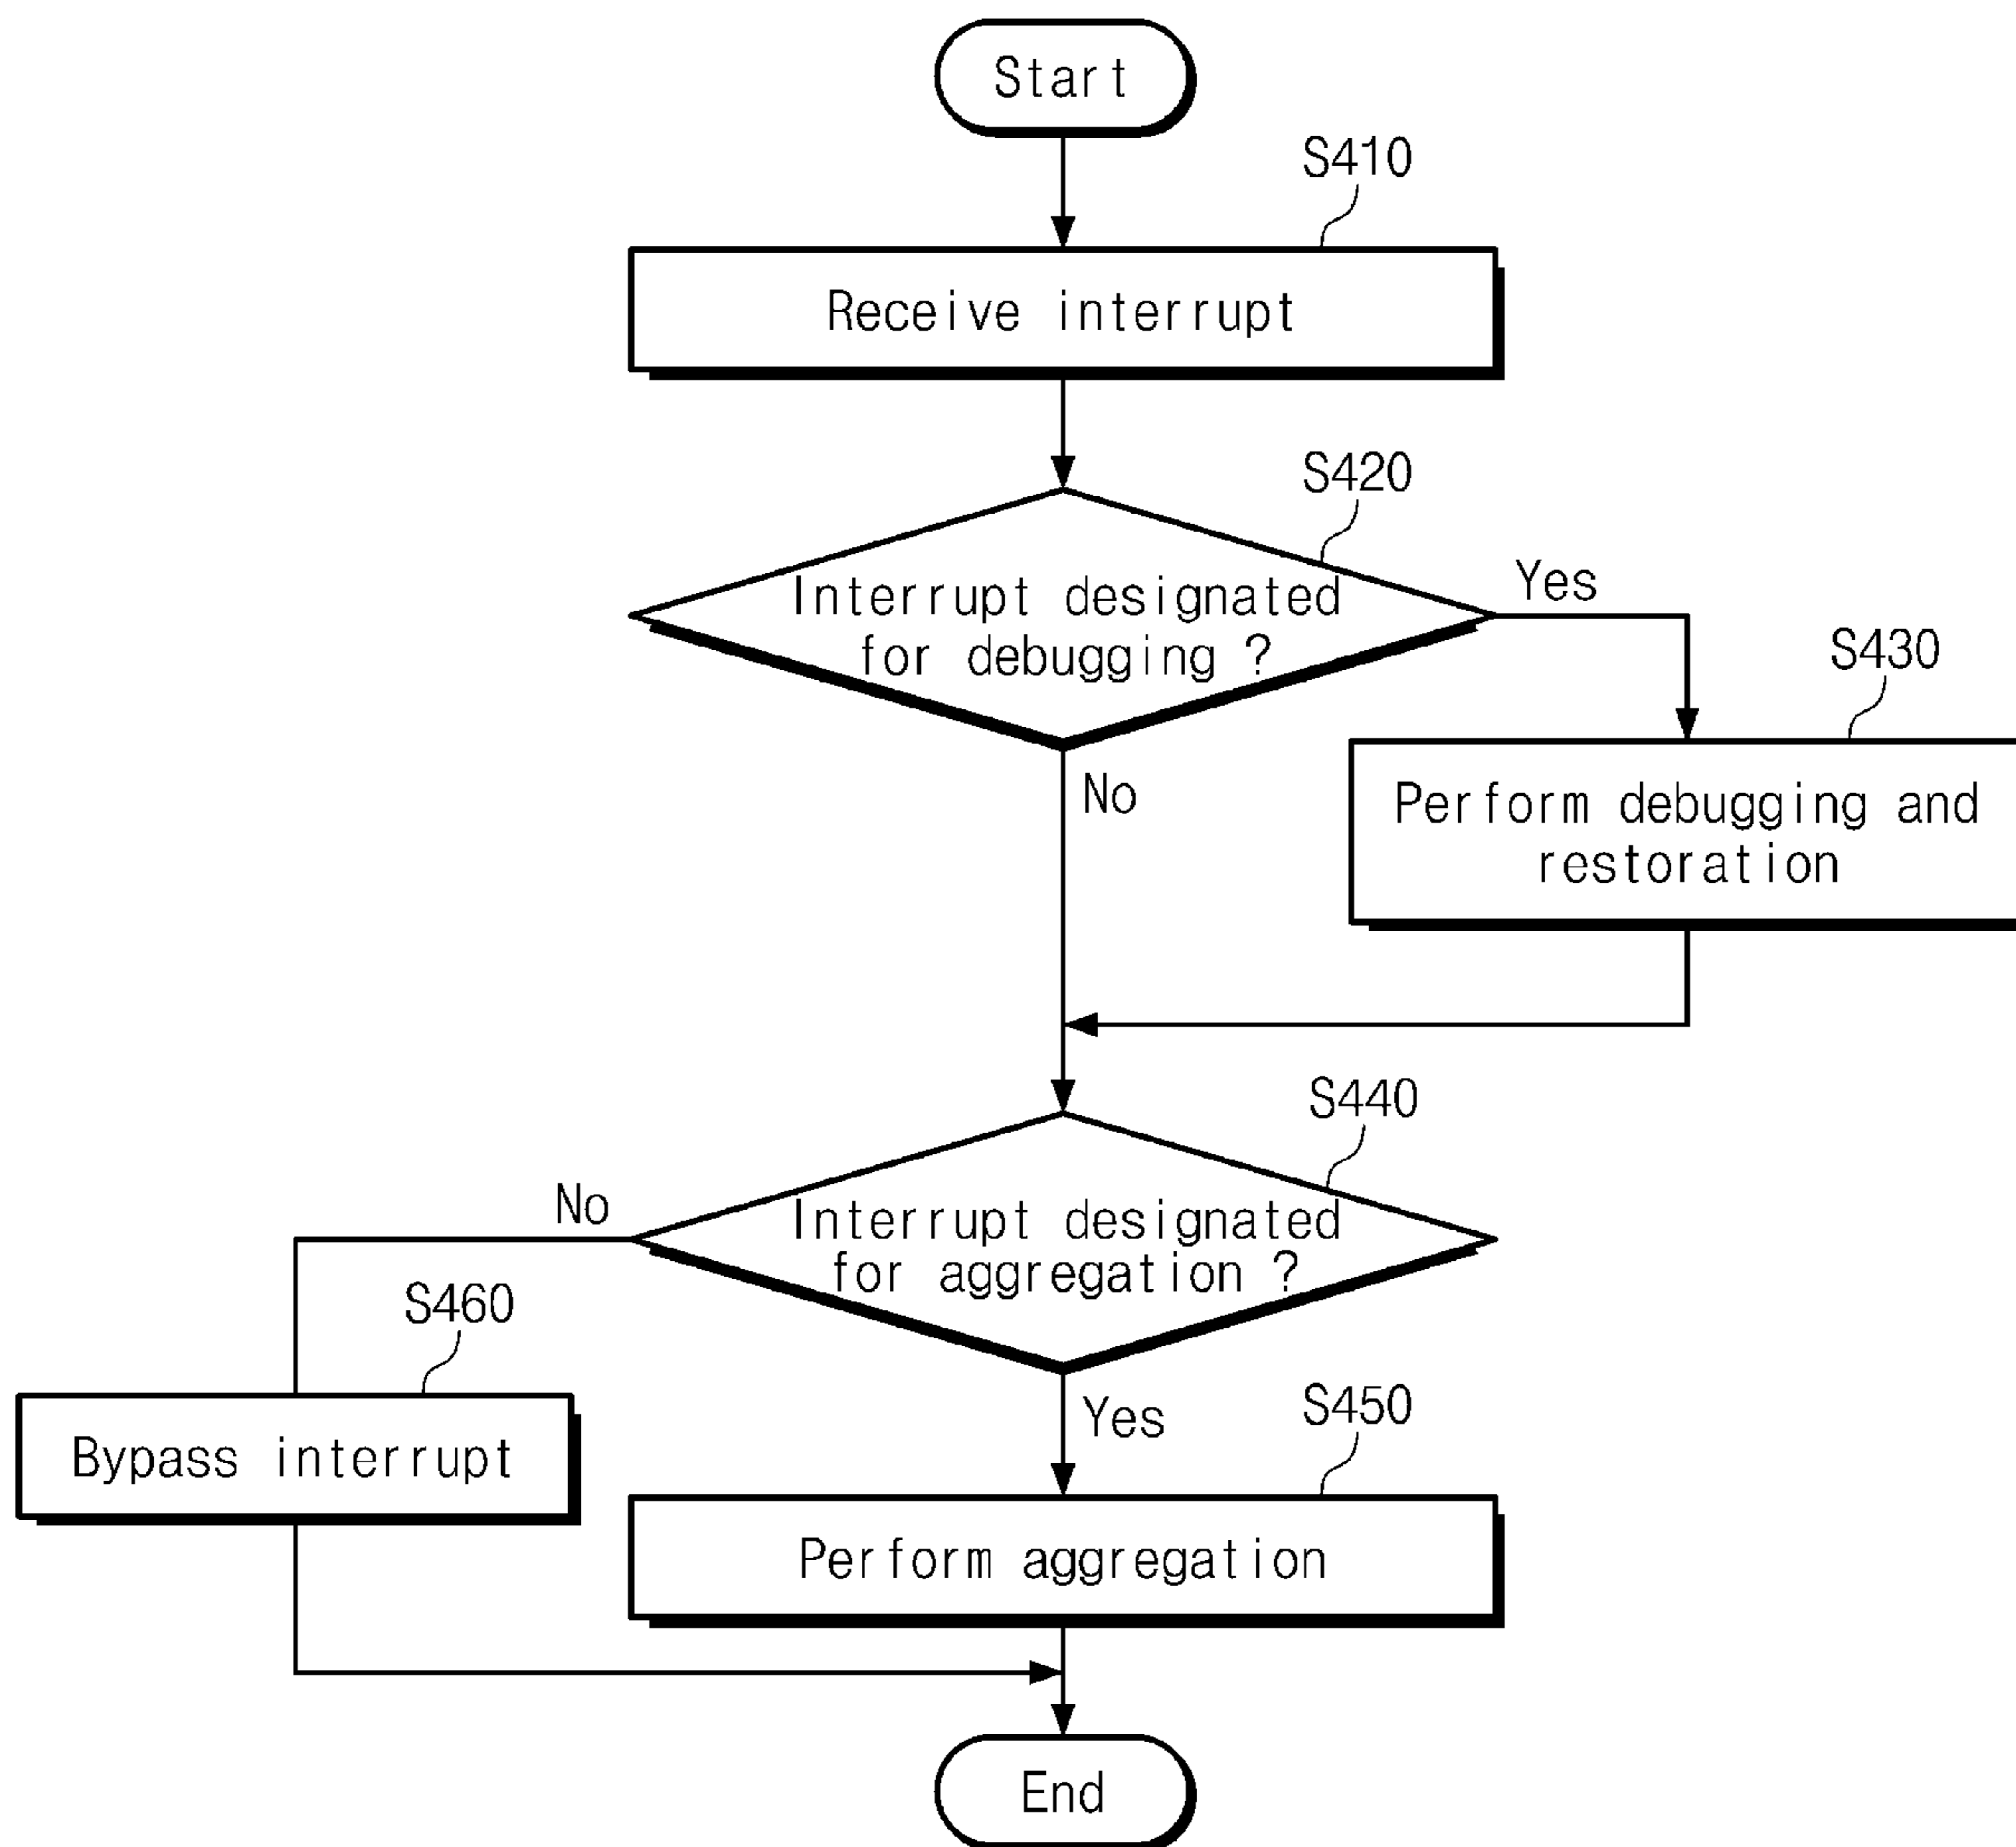 Start
S410
Receive interrupt
S420
Interrupt designated
for debugging ?
Yes
S430
No
Perform debugging and
restoration
S440
No
Interrupt designated
for aggregation ?
S460
Yes
S450
Bypass interrupt
Perform aggregation
End